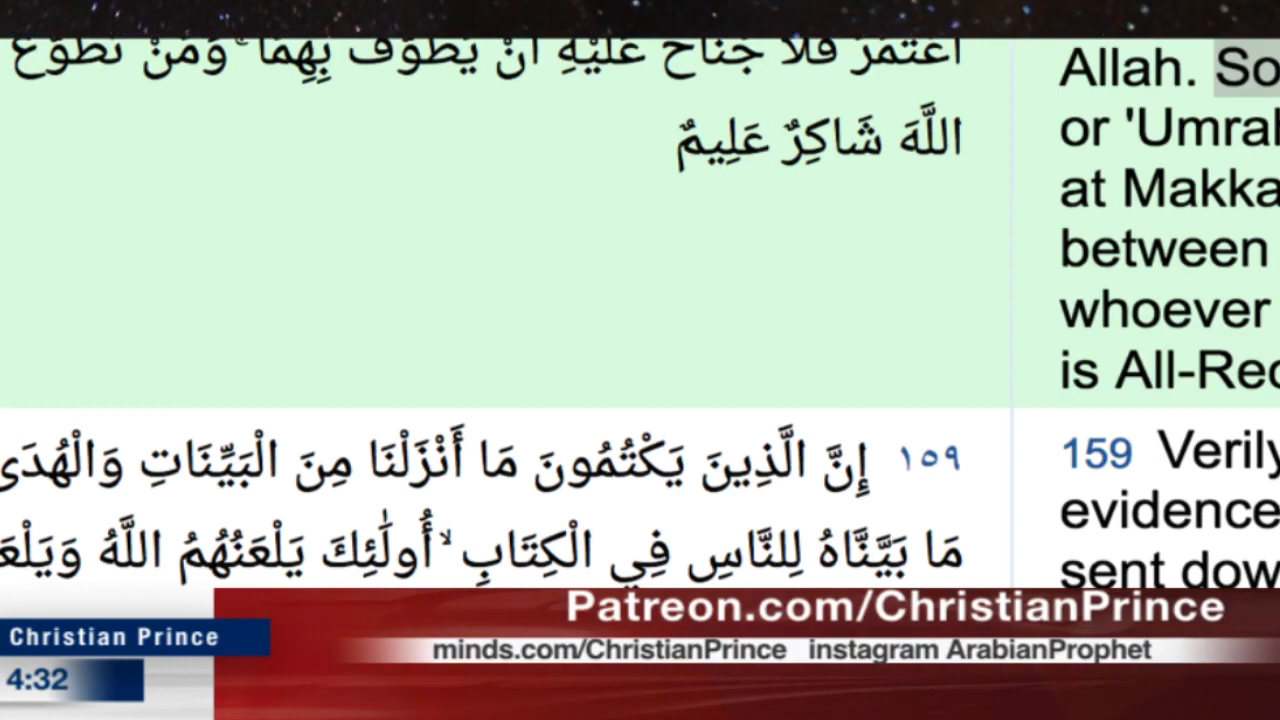 اعْتَمَرَ فَلَا جُنَاحَ عَلَيْهِ أَنْ يَطَّوَّفَ بِهِمَا ۚ وَمَنْ تَطَوَّعَ
اللَّهَ شَاكِرٌ عَلِيمٌ
Allah. So
or 'Umrah
at Makka
between
whoever
is All-Rec
١٥٩ إِنَّ الَّذِينَ يَكْتُمُونَ مَا أَنْزَلْنَا مِنَ الْبَيِّنَاتِ وَالْهُدَى
مَا بَيَّنَّاهُ لِلنَّاسِ فِي الْكِتَابِ ۙ أُولَٰئِكَ يَلْعَنُهُمُ اللَّهُ وَيَلْعَ
159 Verily
evidence
sent dow
Patreon.com/ChristianPrince
Christian Prince
minds.com/ChristianPrince instagram ArabianProphet
4:32